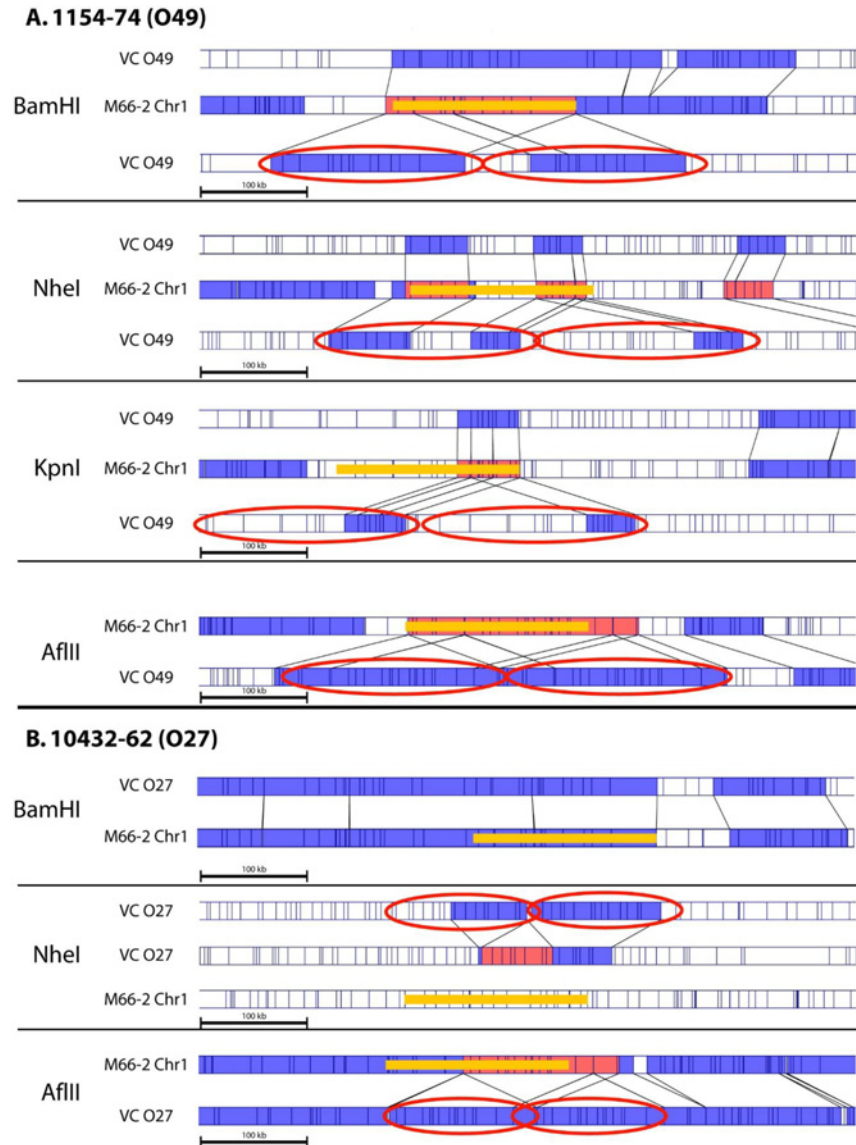 A. 1154-74 (O49)
VC O49
BamHI
M66-2 Chr1
VC O49
100 kb
VC O49
NheI
M66-2 Chr1
VC O49
100 kb
VC O49
KpnI
M66-2 Chr1
VC O49
100 kb
M66-2 Chr1
AflII
VC O49
100 kb
B. 10432-62 (O27)
VC O27
BamHI
M66-2 Chr1
100 kb
VC O27
NheI
VC O27
M66-2 Chr1
100 kb
M66-2 Chr1
AflII
VC O27
100 kb